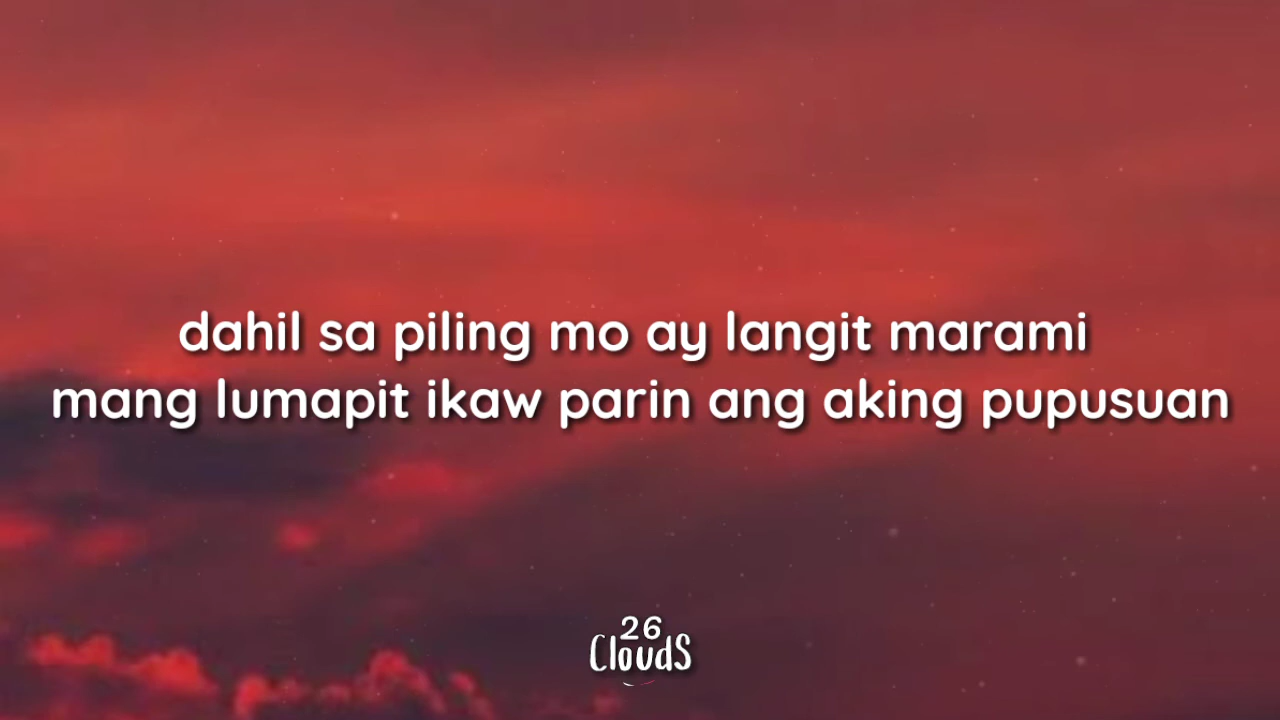 dahil sa piling mo ay langit marami
mang lumapit ikaw parin ang aking pupusuan
26
Clouds